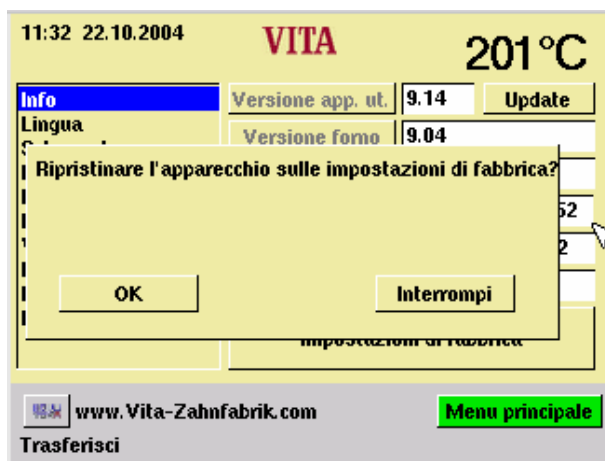 11:32 22.10.2004
VITA
201°C
Info
Versione app. ut.
9.14
Update
Lingua
Versione forno
9.04
Ripristinare l'apparecchio sulle impostazioni di fabbrica?
52
2
OK
Interrompi
Impostazioni di fabbrica
www.Vita-Zahnfabrik.com
Menu principale
Trasferisci